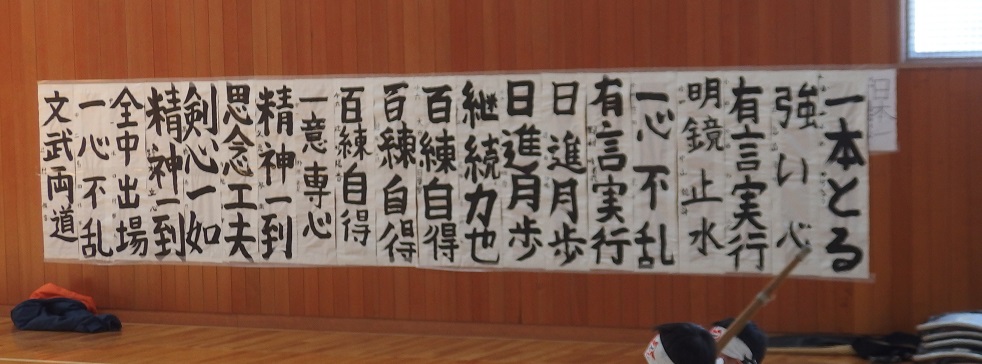 一本とる
強い心
有言実行
明鏡止水
一心不乱
有言実行
日進月歩
日進月歩
継続力也
百練自得
百練自得
百練自得
一意専心
精神一到
思念工夫
剣心一如
精神一到
全中出場
一心不乱
文武両道